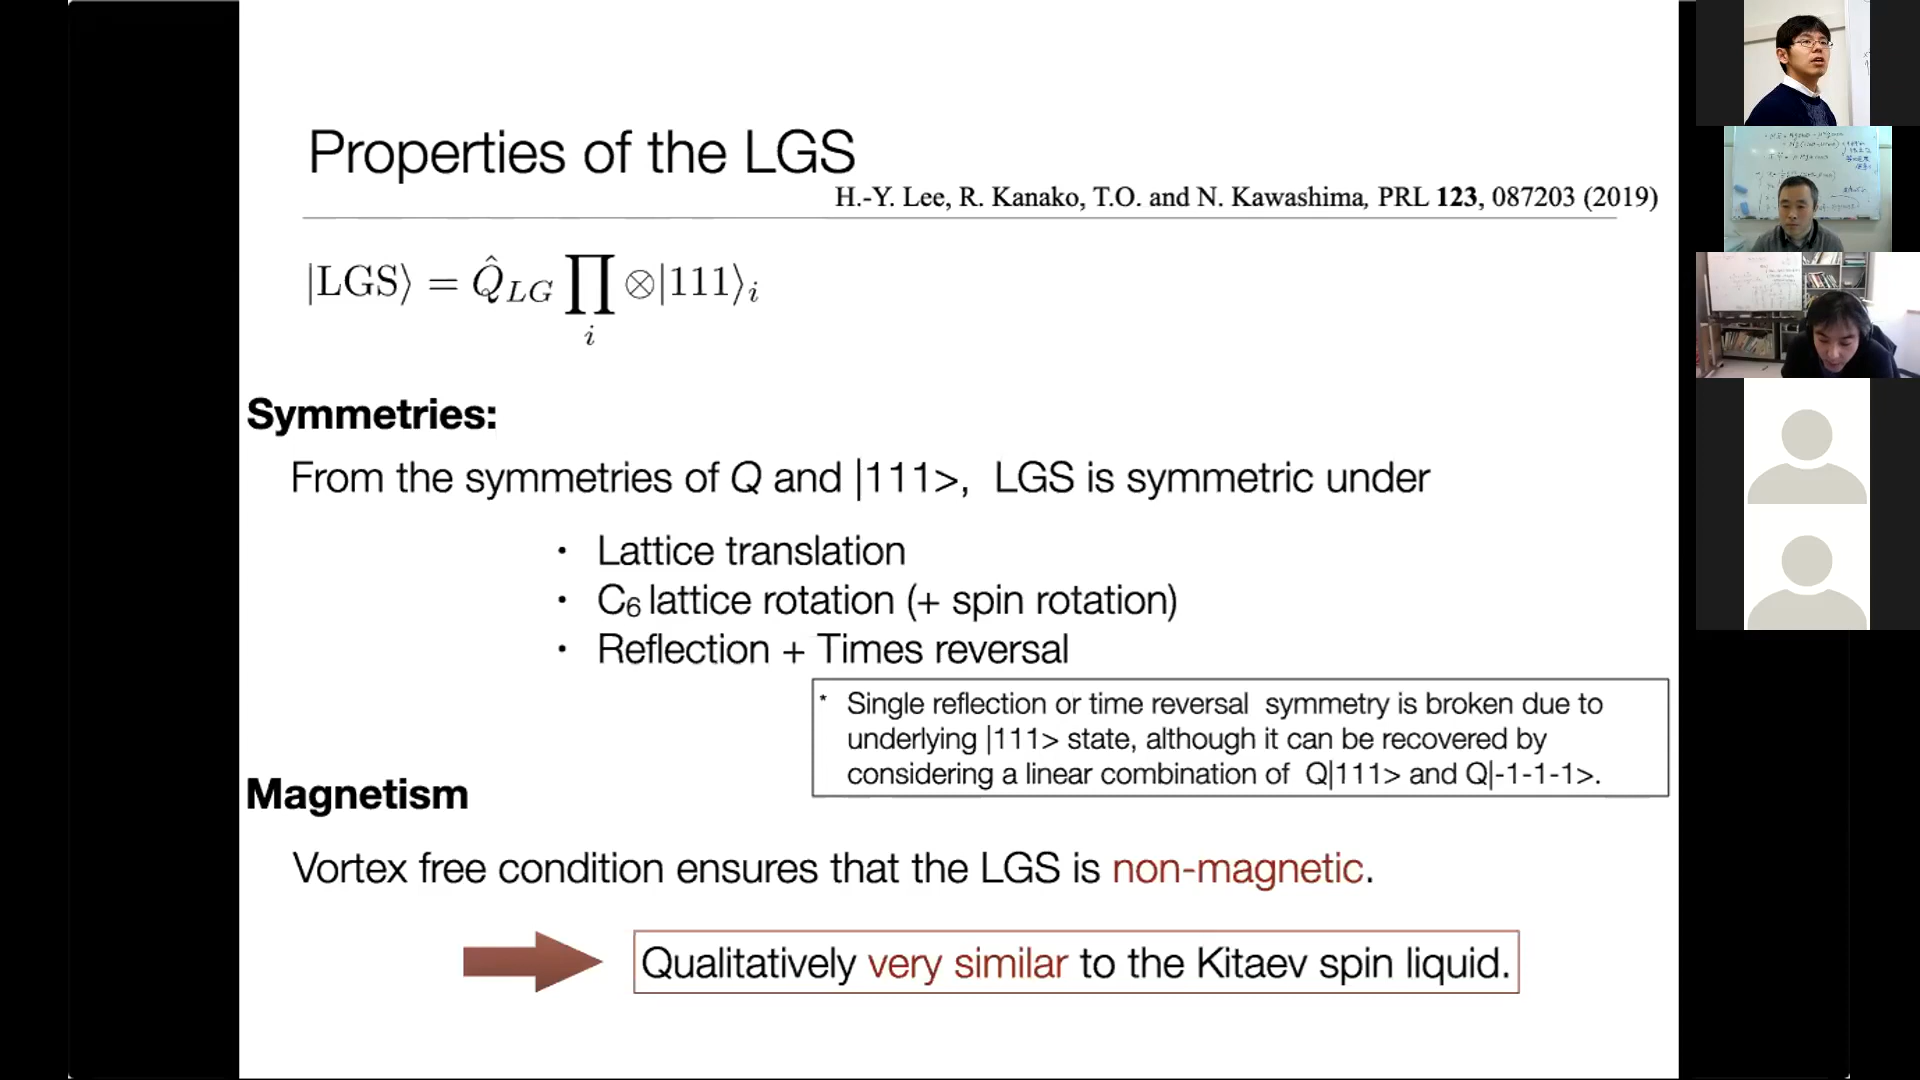 Properties of the LGS
H.-Y. Lee, R. Kanako, T.O. and N. Kawashima, PRL 123, 087203 (2019)
|LGS⟩ = Q̂_LG ∏_i ⊗|111⟩_i
Symmetries:
From the symmetries of Q and |111>, LGS is symmetric under
· Lattice translation
· C₆ lattice rotation (+ spin rotation)
· Reflection + Times reversal
* Single reflection or time reversal symmetry is broken due to
underlying |111> state, although it can be recovered by
considering a linear combination of Q|111> and Q|-1-1-1>.
Magnetism
Vortex free condition ensures that the LGS is non-magnetic.
Qualitatively very similar to the Kitaev spin liquid.